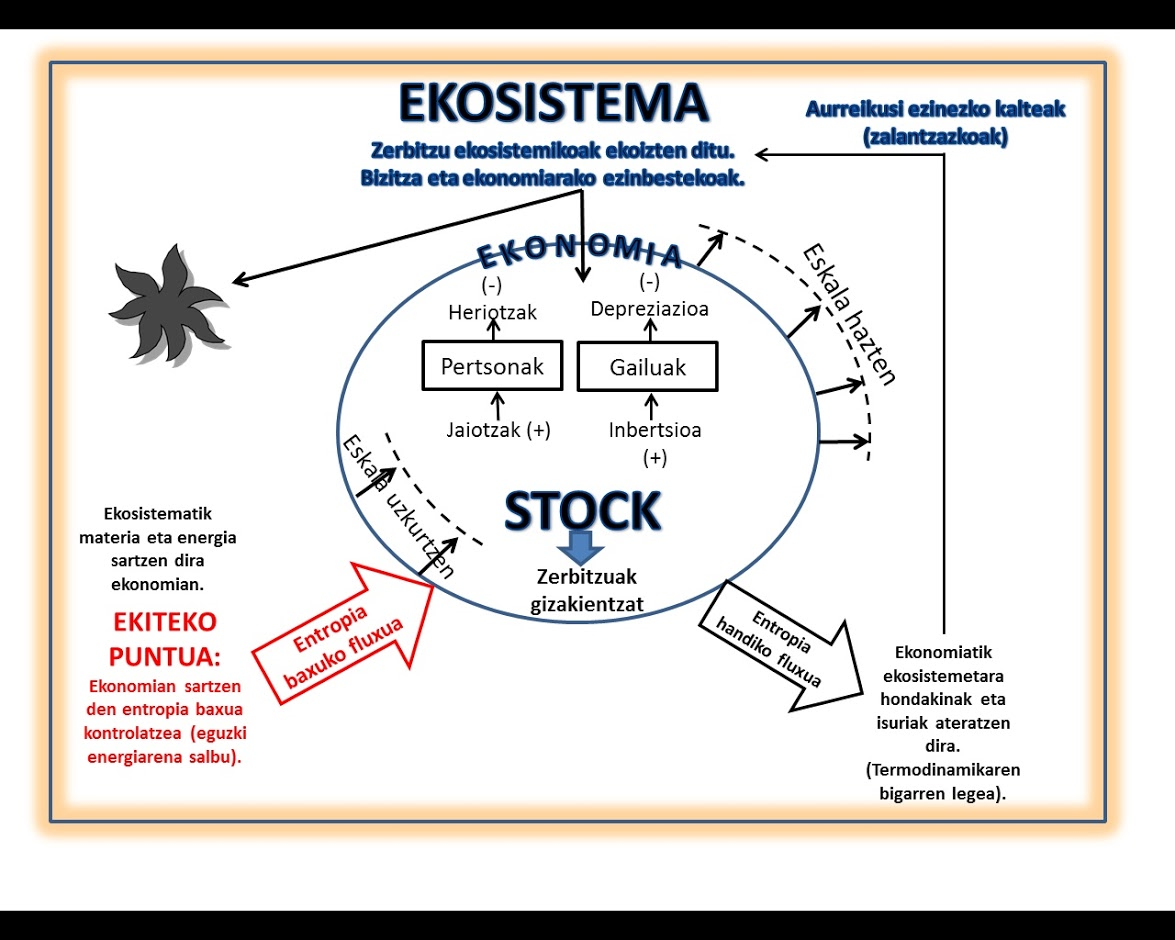 EKOSISTEMA
Zerbitzu ekosistemikoak ekoizten ditu.
Bizitza eta ekonomiarako ezinbestekoak.
Aurreikusi ezinezko kalteak
(zalantzazkoak)
EKONOMIA
(-)
Heriotzak
Pertsonak
Jaiotzak (+)
(-)
Depreziazioa
Gailuak
Inbertsioa
(+)
Eskala hazten
Eskala uzkurtzen
STOCK
Zerbitzuak
gizakientzat
Ekosistematik
materia eta energia
sartzen dira
ekonomian.
EKITEKO
PUNTUA:
Ekonomian sartzen
den entropia baxua
kontrolatzea (eguzki
energiarena salbu).
Entropia
baxuko fluxua
Entropia
handiko fluxua
Ekonomiatik
ekosistemetara
hondakinak eta
isuriak ateratzen
dira.
(Termodinamikaren
bigarren legea).